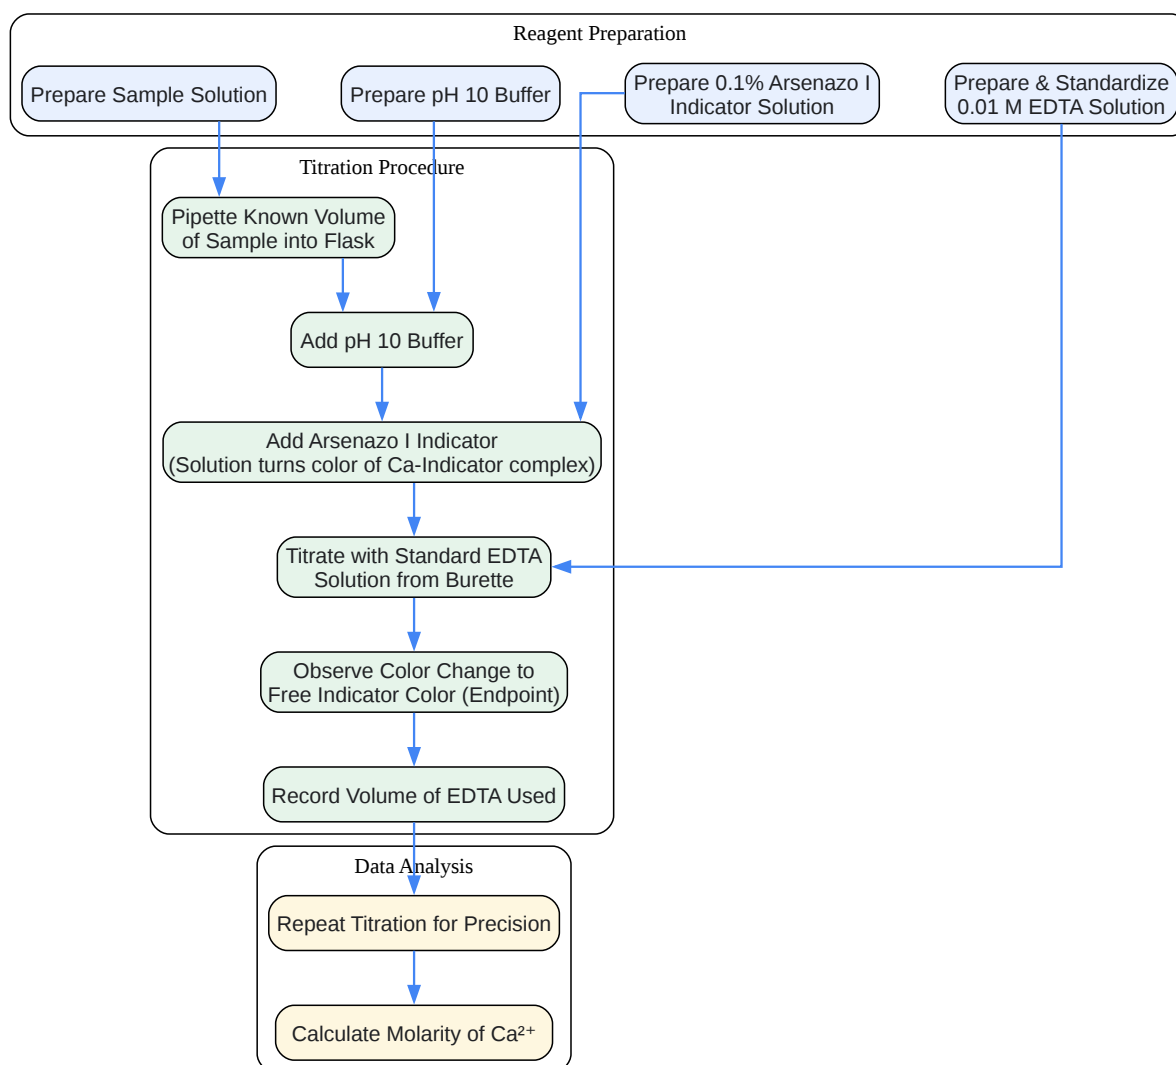 Reagent Preparation
Prepare Sample Solution
Prepare pH 10 Buffer
Prepare 0.1% Arsenazo I
Indicator Solution
Prepare & Standardize
0.01 M EDTA Solution
Titration Procedure
Pipette Known Volume
of Sample into Flask
Add pH 10 Buffer
Add Arsenazo I Indicator
(Solution turns color of Ca-Indicator complex)
Titrate with Standard EDTA
Solution from Burette
Observe Color Change to
Free Indicator Color (Endpoint)
Record Volume of EDTA Used
Data Analysis
Repeat Titration for Precision
Calculate Molarity of Ca²⁺